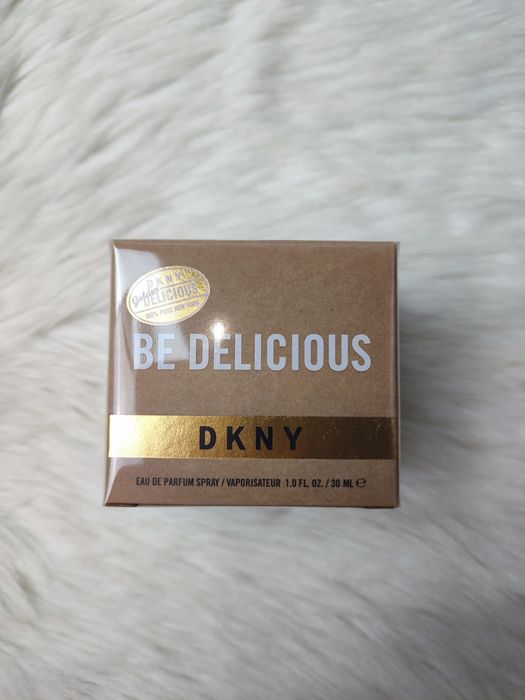 DKNY
Golden
DELICIOUS
100% PURE NEW YORK
BE DELICIOUS
DKNY
EAU DE PARFUM SPRAY / VAPORISATEUR 1.0 FL. OZ. / 30 ML ℮